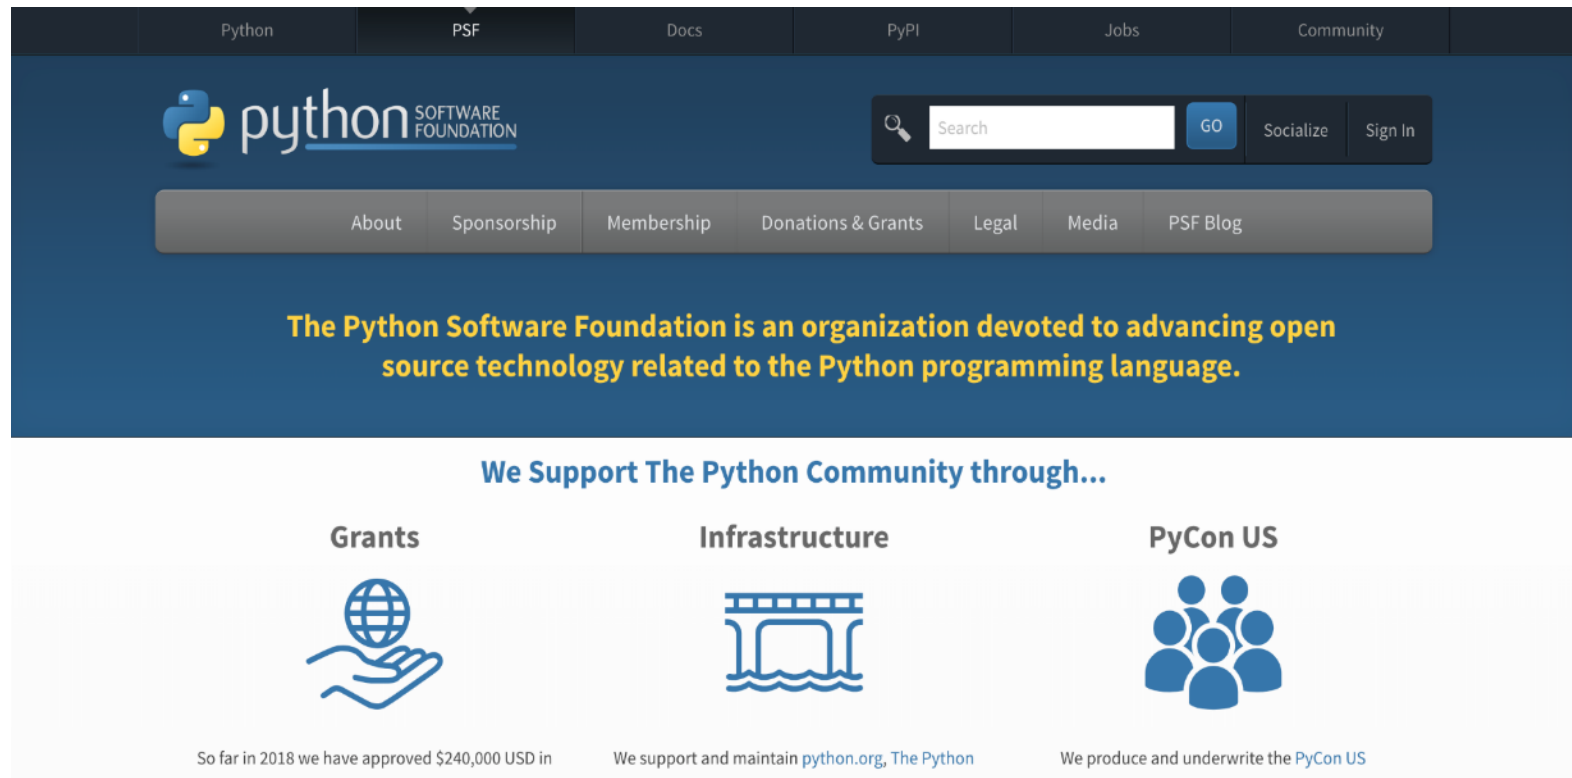 Python PSF Docs PyPI Jobs Community
python SOFTWARE FOUNDATION
Search GO Socialize Sign In
About Sponsorship Membership Donations & Grants Legal Media PSF Blog
The Python Software Foundation is an organization devoted to advancing open
source technology related to the Python programming language.
We Support The Python Community through...
Grants
Infrastructure
PyCon US
So far in 2018 we have approved $240,000 USD in
We support and maintain python.org, The Python
We produce and underwrite the PyCon US